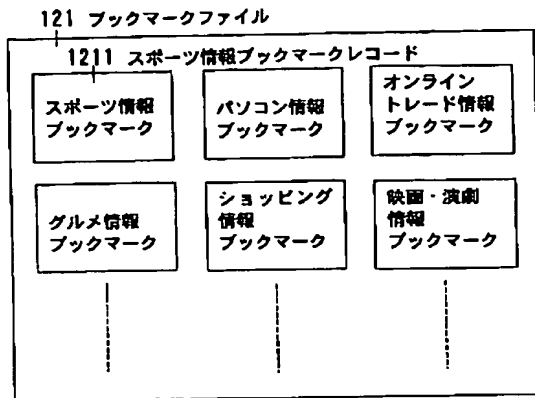 121 ブックマークファイル
1211 スポーツ情報ブックマークレコード
スポーツ情報
ブックマーク
パソコン情報
ブックマーク
オンライン
トレード情報
ブックマーク
グルメ情報
ブックマーク
ショッピング
情報
ブックマーク
映画・演劇
情報
ブックマーク